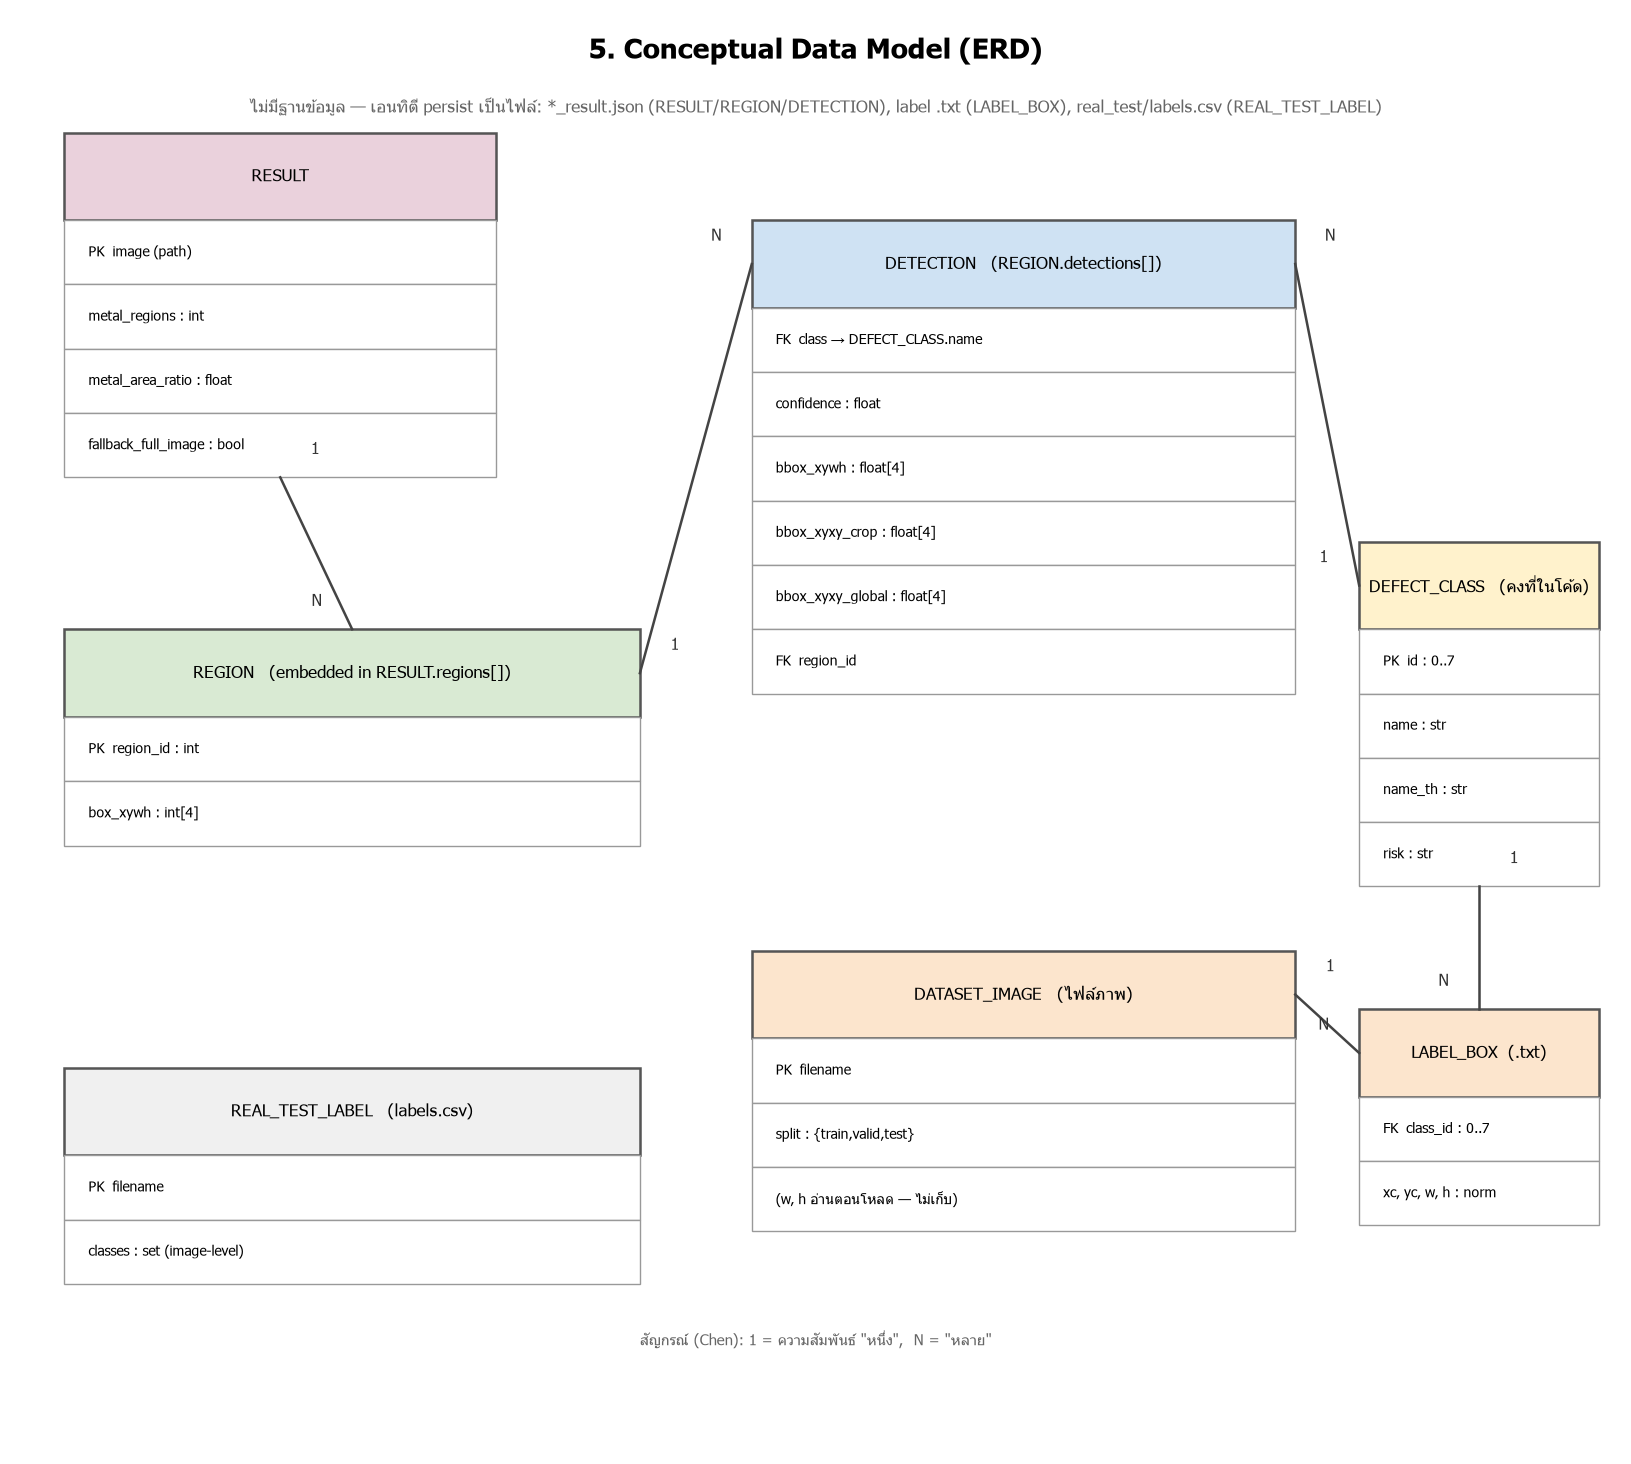 5. Conceptual Data Model (ERD)
ไม่มีฐานข้อมูล — เอนทิตี persist เป็นไฟล์: *_result.json (RESULT/REGION/DETECTION), label .txt (LABEL_BOX), real_test/labels.csv (REAL_TEST_LABEL)
RESULT
PK image (path)
metal_regions : int
metal_area_ratio : float
fallback_full_image : bool
1
N
REGION (embedded in RESULT.regions[])
PK region_id : int
box_xywh : int[4]
1
N
DETECTION (REGION.detections[])
FK class → DEFECT_CLASS.name
confidence : float
bbox_xywh : float[4]
bbox_xyxy_crop : float[4]
bbox_xyxy_global : float[4]
FK region_id
N
1
DEFECT_CLASS (คงที่ในโค้ด)
PK id : 0..7
name : str
name_th : str
risk : str
1
N
DATASET_IMAGE (ไฟล์ภาพ)
PK filename
split : {train,valid,test}
(w, h อ่านตอนโหลด — ไม่เก็บ)
1
N
LABEL_BOX (.txt)
FK class_id : 0..7
xc, yc, w, h : norm
REAL_TEST_LABEL (labels.csv)
PK filename
classes : set (image-level)
สัญกรณ์ (Chen): 1 = ความสัมพันธ์ "หนึ่ง", N = "หลาย"